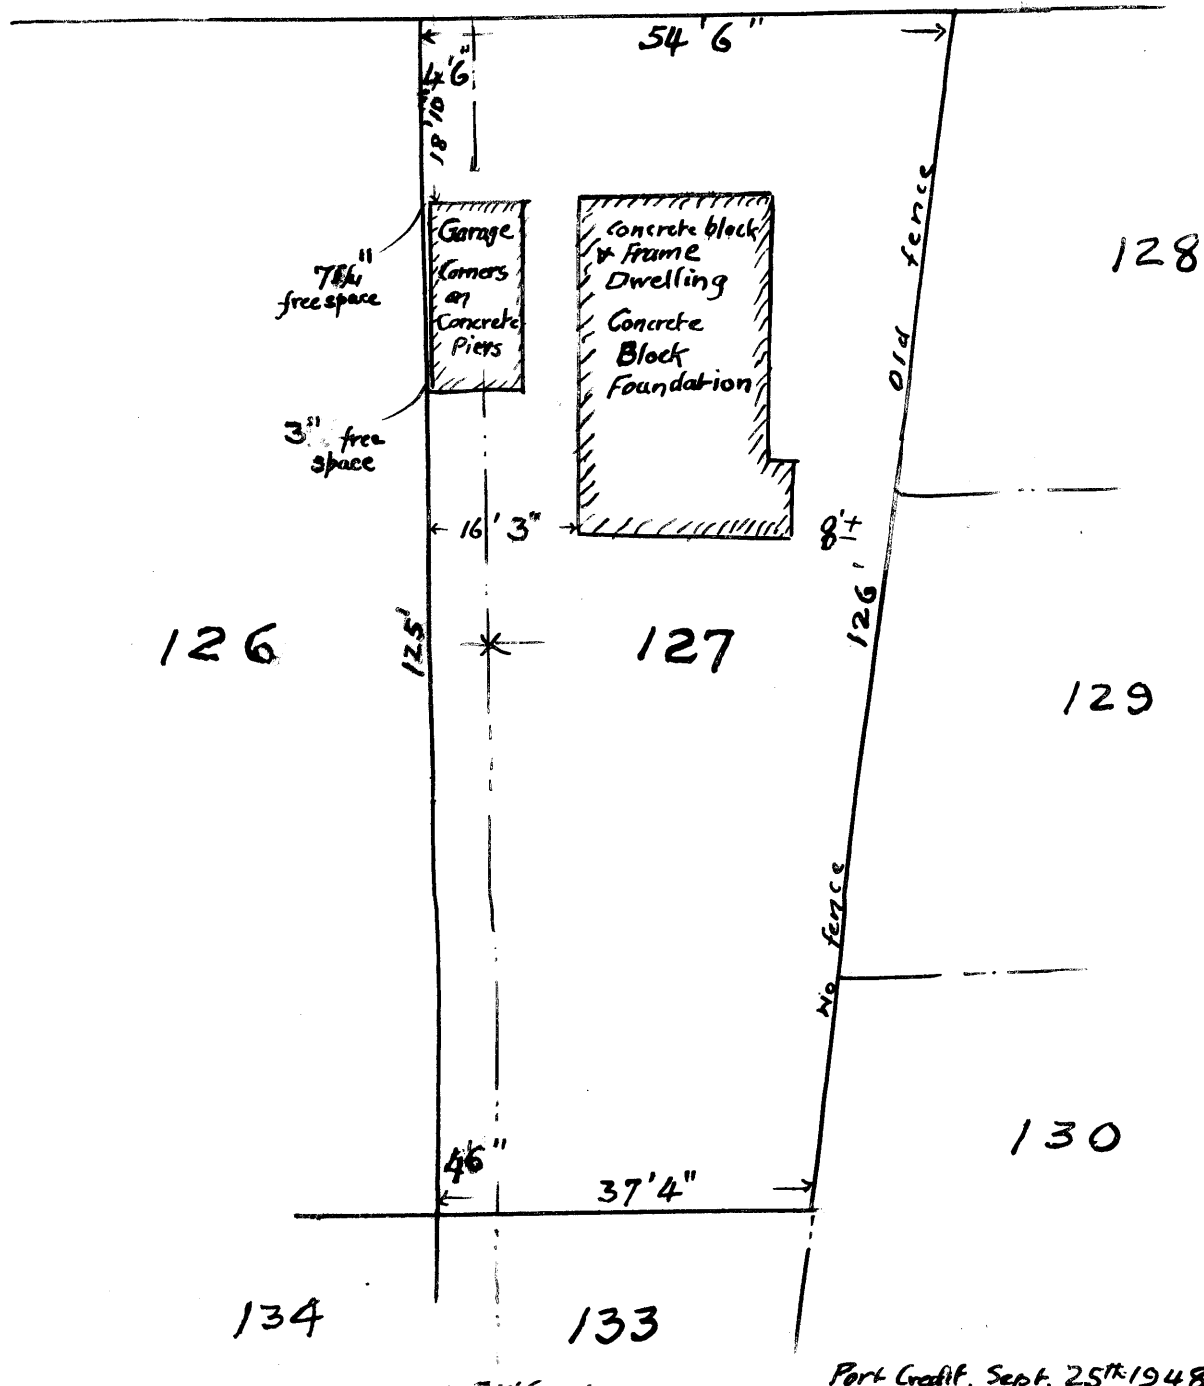 54'6"
4'6"
18'10"
Garage
Corners
on
Concrete
Piers
Concrete block
& Frame
Dwelling
Concrete
Block
Foundation
free space
3" free
space
Old fence
128
16'3"
8'±
125'
126'
126
127
129
No fence
130
4'6"
37'4"
134
133
Port Credit. Sept. 25th 1948